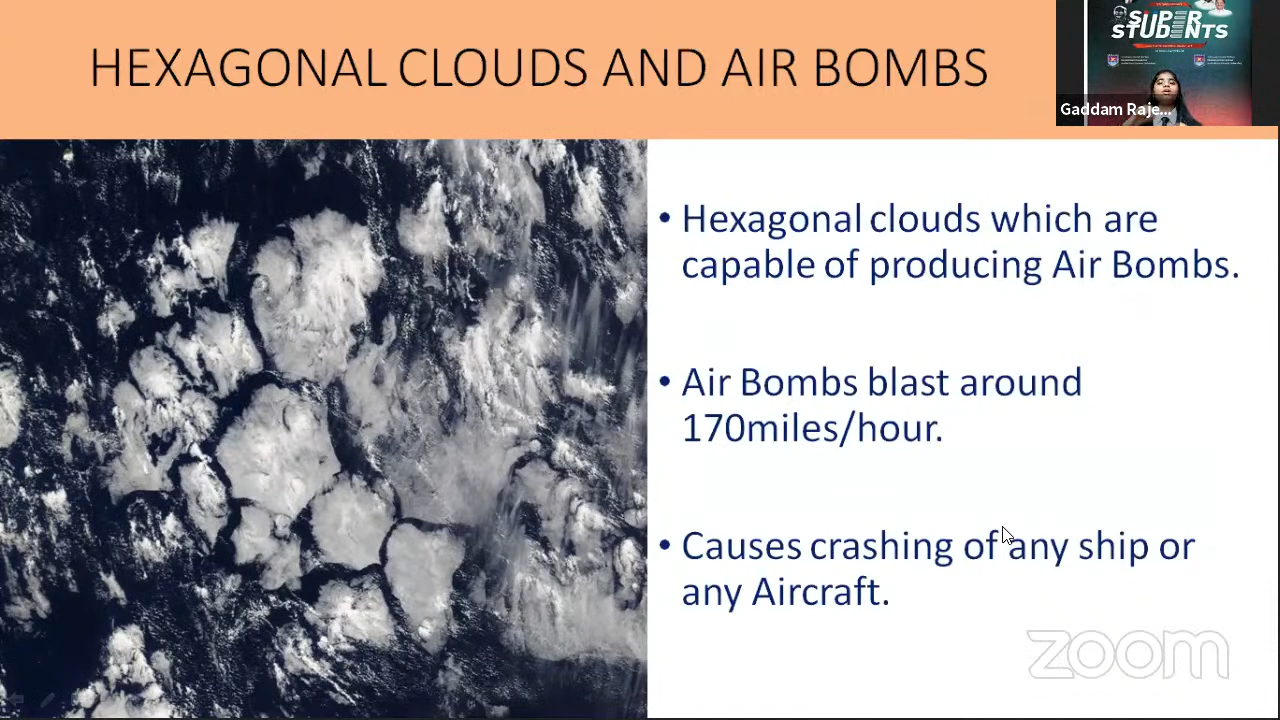 HEXAGONAL CLOUDS AND AIR BOMBS
SUPER
STUDENTS
Gaddam Raje...
• Hexagonal clouds which are
capable of producing Air Bombs.
• Air Bombs blast around
170miles/hour.
• Causes crashing of any ship or
any Aircraft.
zoom